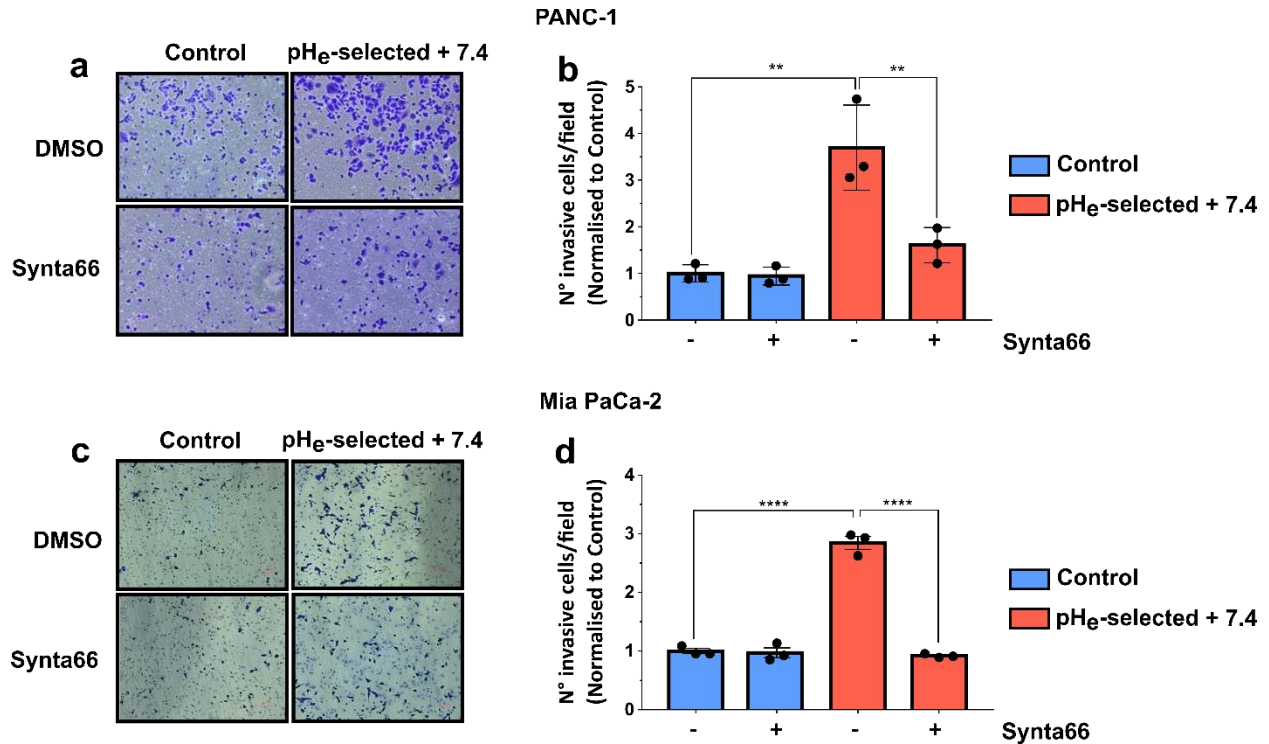 PANC-1
a
Control
pHe-selected + 7.4
DMSO
Synta66
b
N° invasive cells/field
(Normalised to Control)
5
4
3
2
1
0
**
**
- + - +
Synta66
Control
pHe-selected + 7.4
Mia PaCa-2
c
Control
pHe-selected + 7.4
DMSO
Synta66
d
N° invasive cells/field
(Normalised to Control)
4
3
2
1
0
****
****
- + - +
Synta66
Control
pHe-selected + 7.4